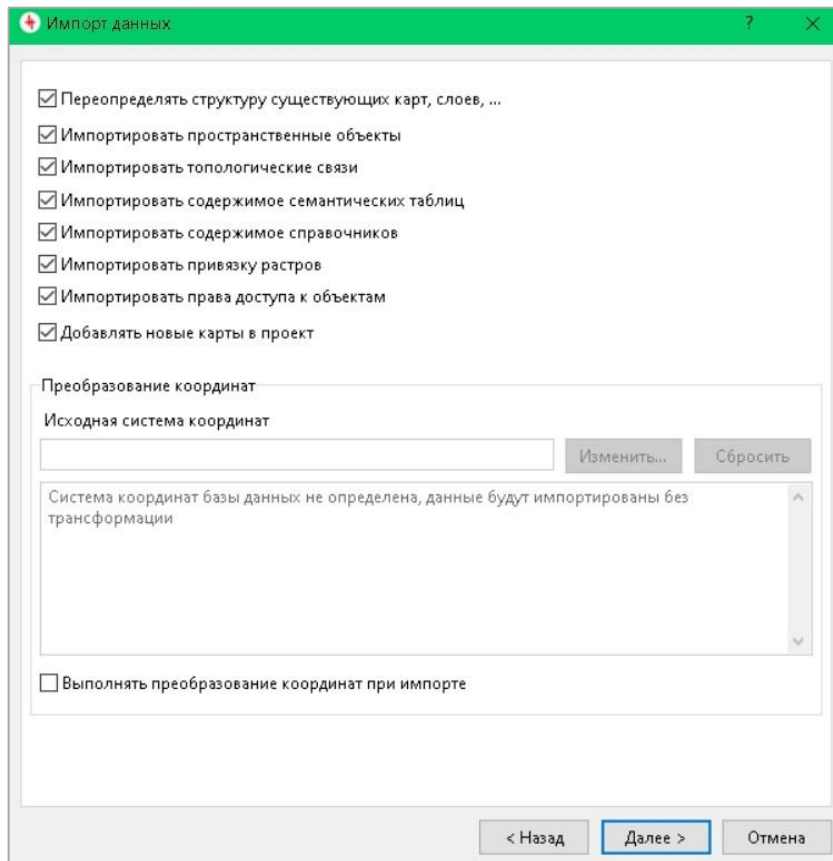 Импорт данных ? ×
Переопределять структуру существующих карт, слоев, ...
Импортировать пространственные объекты
Импортировать топологические связи
Импортировать содержимое семантических таблиц
Импортировать содержимое справочников
Импортировать привязку растров
Импортировать права доступа к объектам
Добавлять новые карты в проект
Преобразование координат
Исходная система координат
Изменить... Сбросить
Система координат базы данных не определена, данные будут импортированы без
трансформации
Выполнять преобразование координат при импорте
< Назад Далее > Отмена